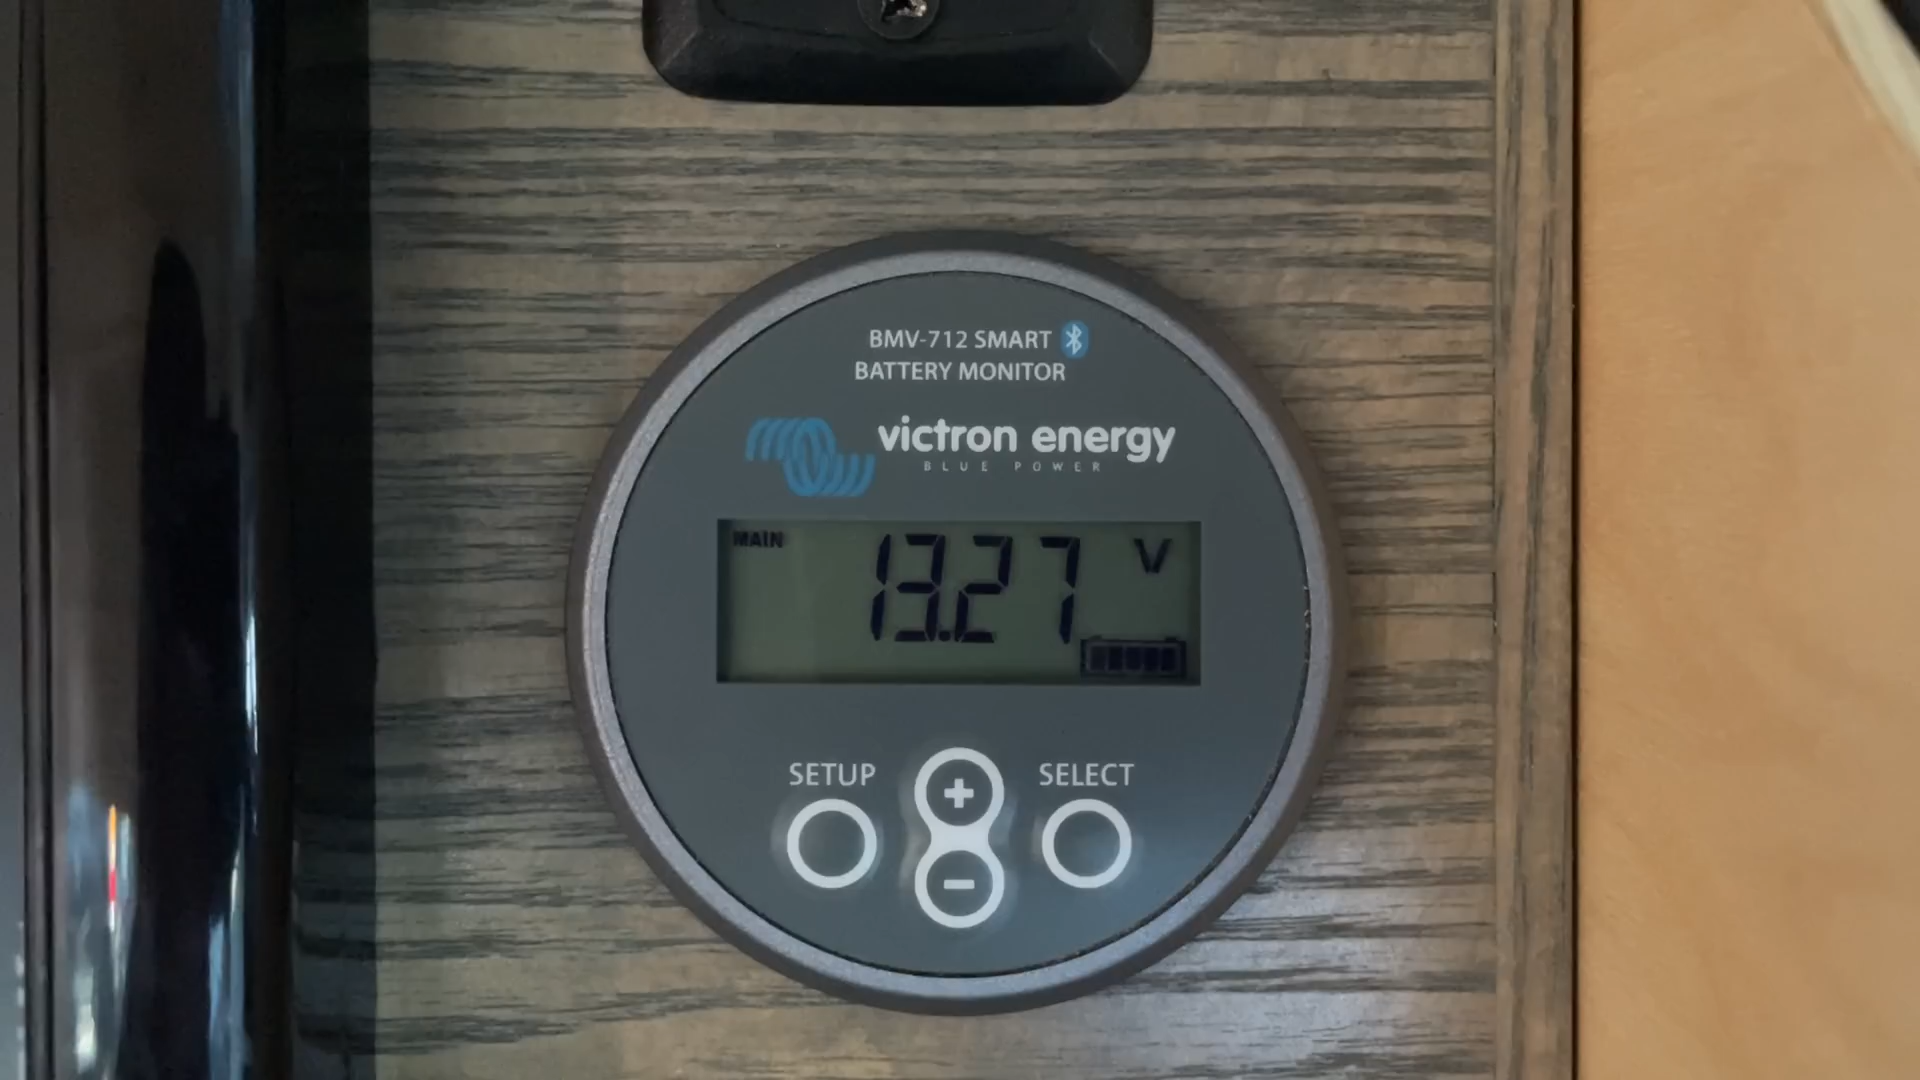 BMV-712 SMART
BATTERY MONITOR
victron energy
BLUE POWER
MAIN 13.27 V
SETUP + SELECT
-